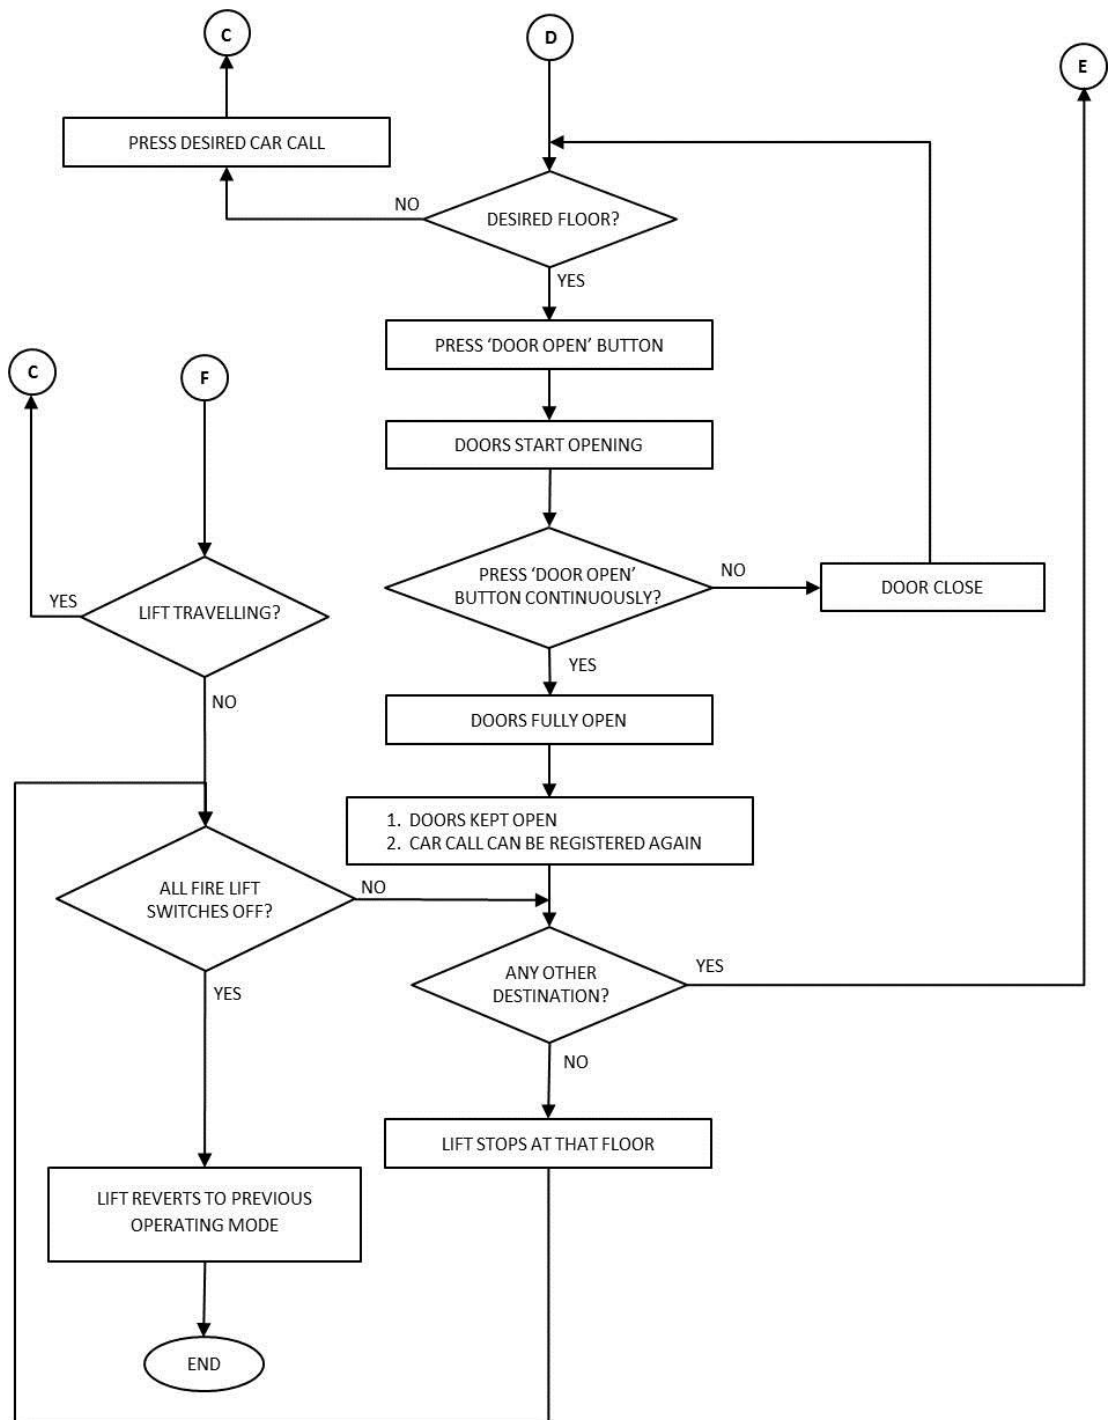 C
D
E
PRESS DESIRED CAR CALL
NO
DESIRED FLOOR?
YES
PRESS ‘DOOR OPEN’ BUTTON
C
F
DOORS START OPENING
PRESS ‘DOOR OPEN’
BUTTON CONTINUOUSLY?
NO
DOOR CLOSE
YES
LIFT TRAVELLING?
YES
NO
DOORS FULLY OPEN
1. DOORS KEPT OPEN
2. CAR CALL CAN BE REGISTERED AGAIN
ALL FIRE LIFT
SWITCHES OFF?
NO
YES
ANY OTHER
DESTINATION?
YES
NO
LIFT STOPS AT THAT FLOOR
LIFT REVERTS TO PREVIOUS
OPERATING MODE
END